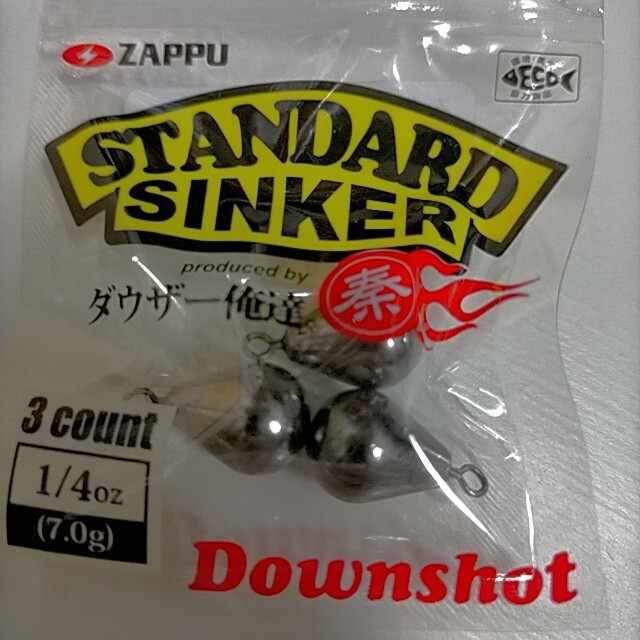 ZAPPU
ECO
STANDARD
SINKER
produced by
ダウザー俺達 秦
3 count
1/4oz
(7.0g)
Downshot